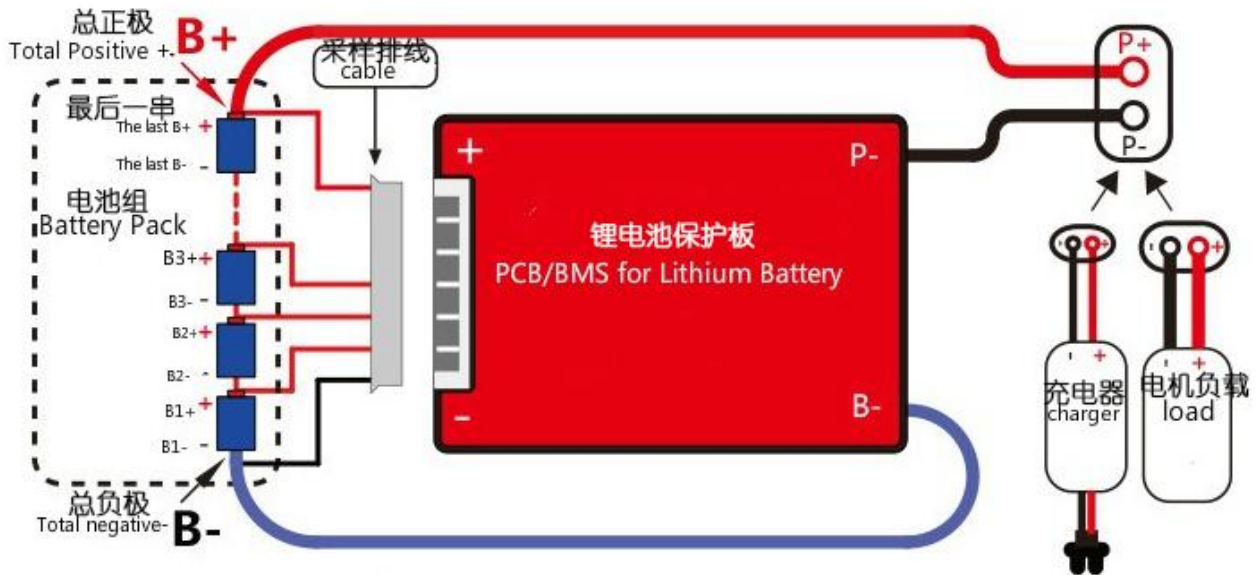 总正极
Total Positive +-
B+
采样排线
cable
最后一串
The last B+ +
The last B- -
电池组
Battery Pack
B3+ +
B3- -
B2+ +
B2- -
B1+ +
B1- -
总负极
Total negative-
B-
+
P-
锂电池保护板
PCB/BMS for Lithium Battery
B-
-
P+
P-
- +
- +
充电器
charger
- +
- +
电机负载
load